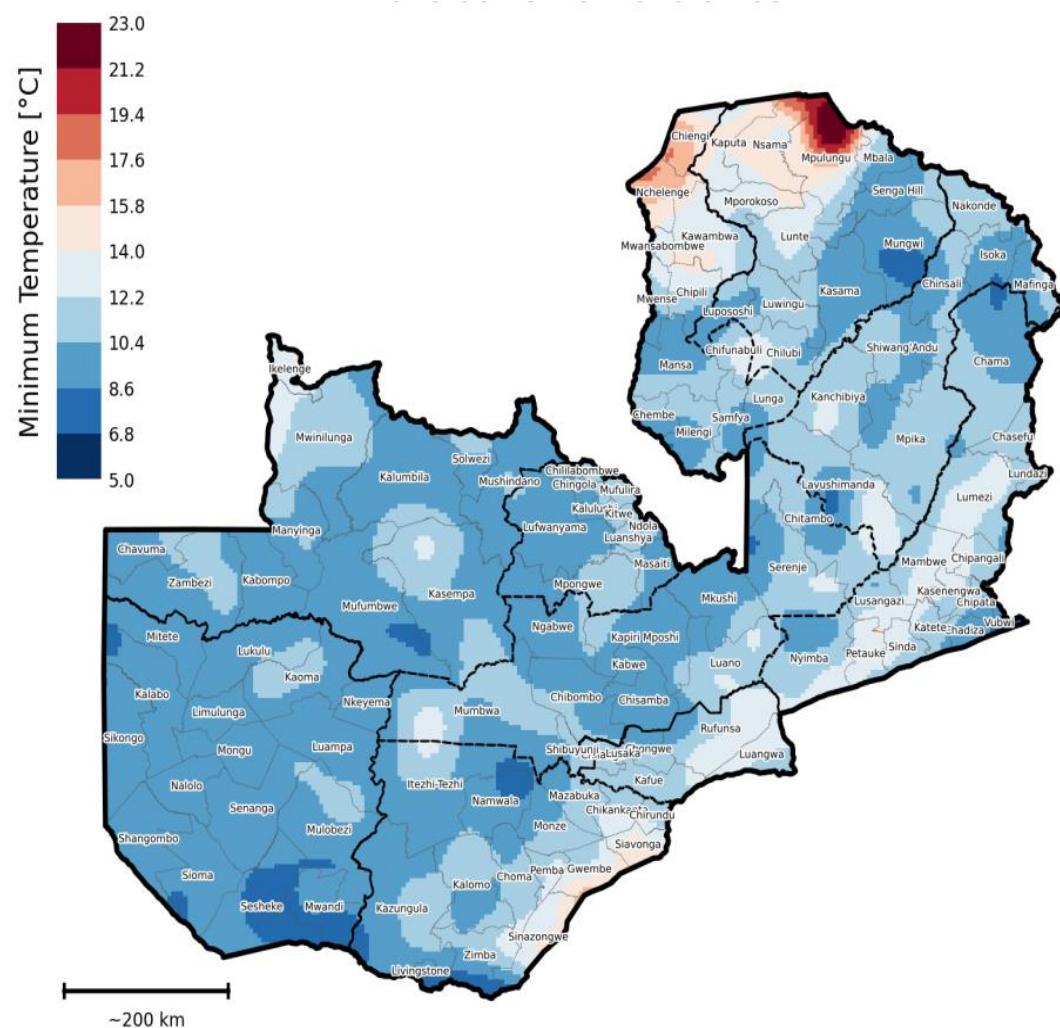 Minimum Temperature [°C]
23.0
21.2
19.4
17.6
15.8
14.0
12.2
10.4
8.6
6.8
5.0
Chiengi
Kaputa
Nsama
Mpulungu
Mbala
Nchelenge
Senga Hill
Mporokoso
Nakonde
Kawambwa
Lunte
Mwansabombwe
Mungwi
Isoka
Chipili
Kasama
Chinsali
Mafinga
Mwense
Lupososhi
Luwingu
Chifunabuli
Chilubi
Shiwang'Andu
Mansa
Chama
Ikelenge
Lunga
Kanchibiya
Chembe
Samfya
Milengi
Mpika
Chasefu
Mwinilunga
Solwezi
Kalumbila
Mushindano
Chililabombwe
Chingola
Mufulira
Lavushimanda
Lundazi
Lumezi
Kalulushi
Kitwe
Chitambo
Manyinga
Lufwanyama
Ndola
Luanshya
Chavuma
Masaiti
Serenje
Mambwe
Chipangali
Zambezi
Kabompo
Mpongwe
Kasempa
Kasenengwa
Mufumbwe
Mkushi
Lusangazi
Chipata
Ngabwe
Kapiri Mposhi
Katete
Vubwi
Mitete
Lukulu
Kabwe
Luano
Nyimba
Petauke
Sinda
Kaoma
Kalabo
Nkeyema
Chibombo
Chisamba
Limulunga
Mumbwa
Rufunsa
Sikongo
Mongu
Luampa
Shibuyunji
Lusaka
Luangwa
Nalolo
Itezhi-Tezhi
Kafue
Senanga
Namwala
Mazabuka
Chirundu
Mulobezi
Monze
Shangombo
Siavonga
Sioma
Kalomo
Choma
Pemba
Gwembe
Sesheke
Mwandi
Kazungula
Sinazongwe
Zimba
Livingstone
~200 km